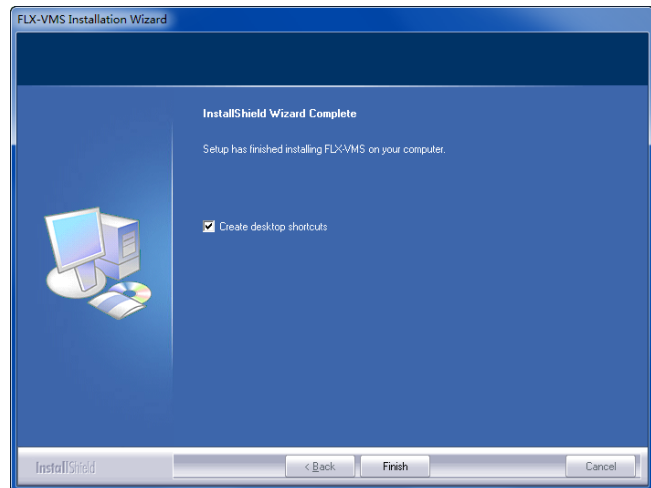 FLX-VMS Installation Wizard
InstallShield Wizard Complete
Setup has finished installing FLX-VMS on your computer.
Create desktop shortcuts
InstallShield
< Back
Finish
Cancel